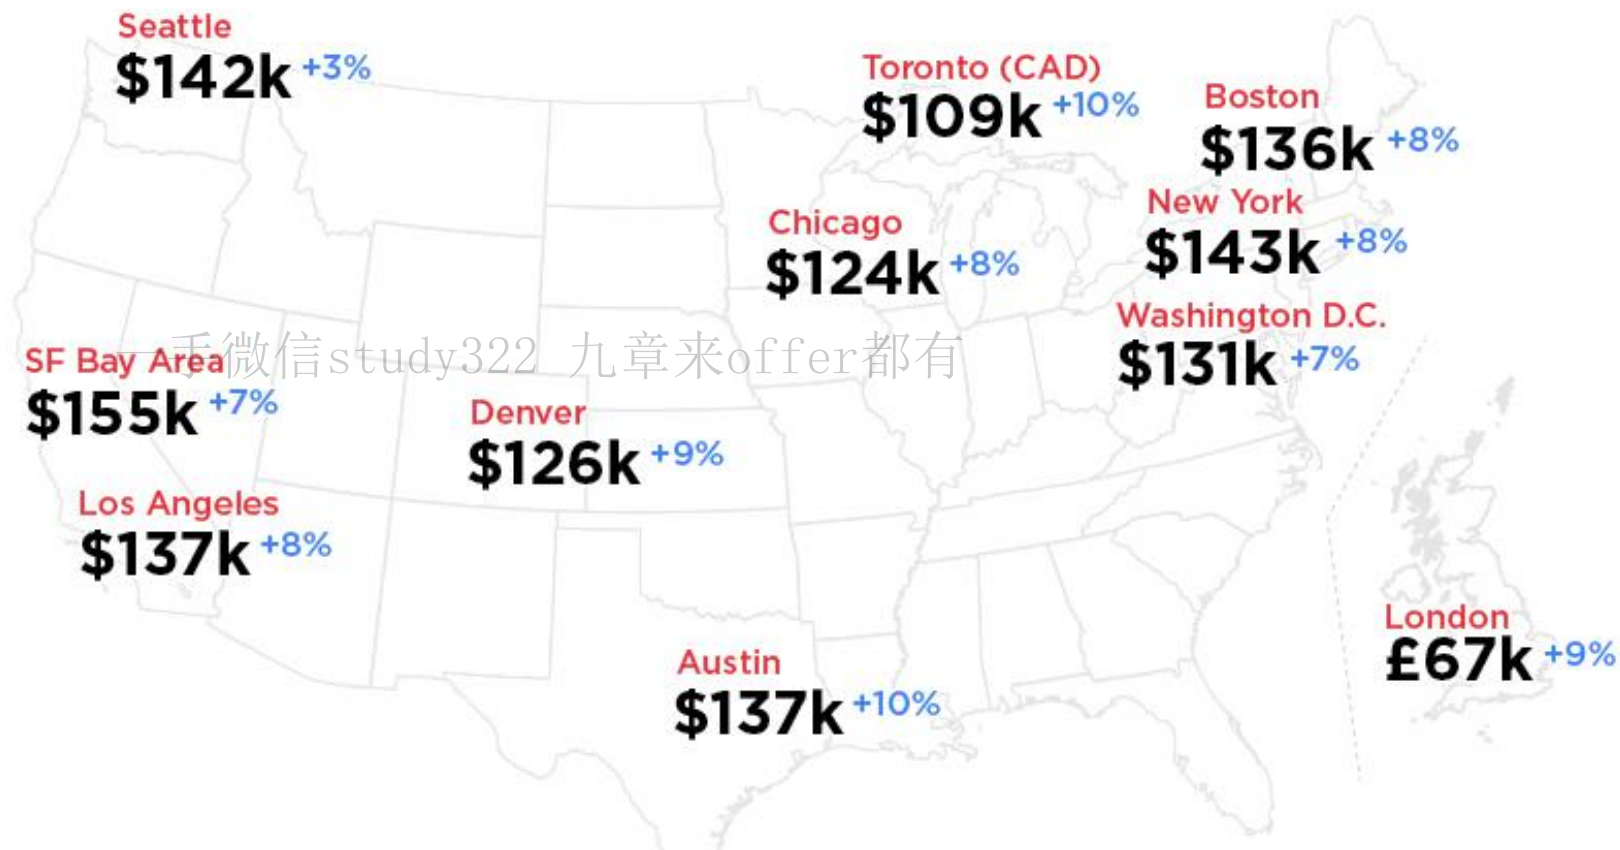 Seattle
$142k +3%
Toronto (CAD)
$109k +10%
Boston
$136k +8%
New York
$143k +8%
Chicago
$124k +8%
Washington D.C.
$131k +7%
一手微信study322 九章来offer都有
SF Bay Area
$155k +7%
Denver
$126k +9%
Los Angeles
$137k +8%
London
£67k +9%
Austin
$137k +10%